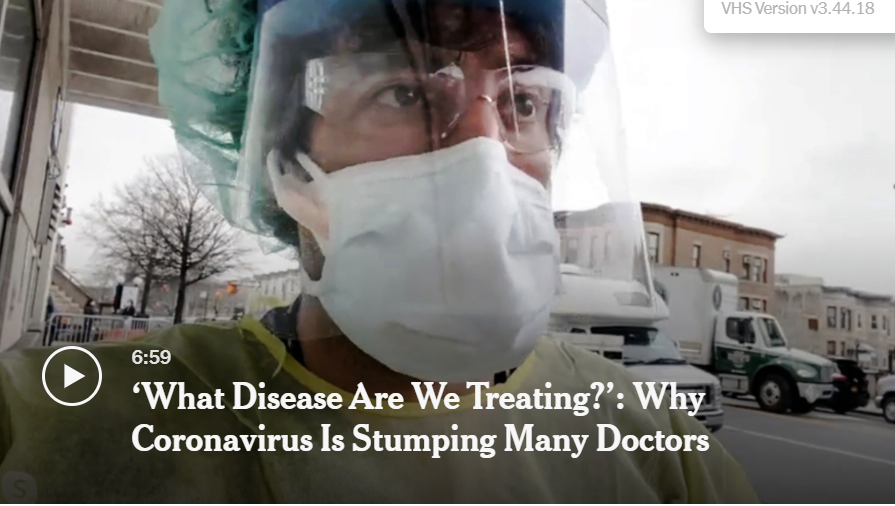 VHS Version v3.44.18
6:59
‘What Disease Are We Treating?’: Why
Coronavirus Is Stumping Many Doctors
S